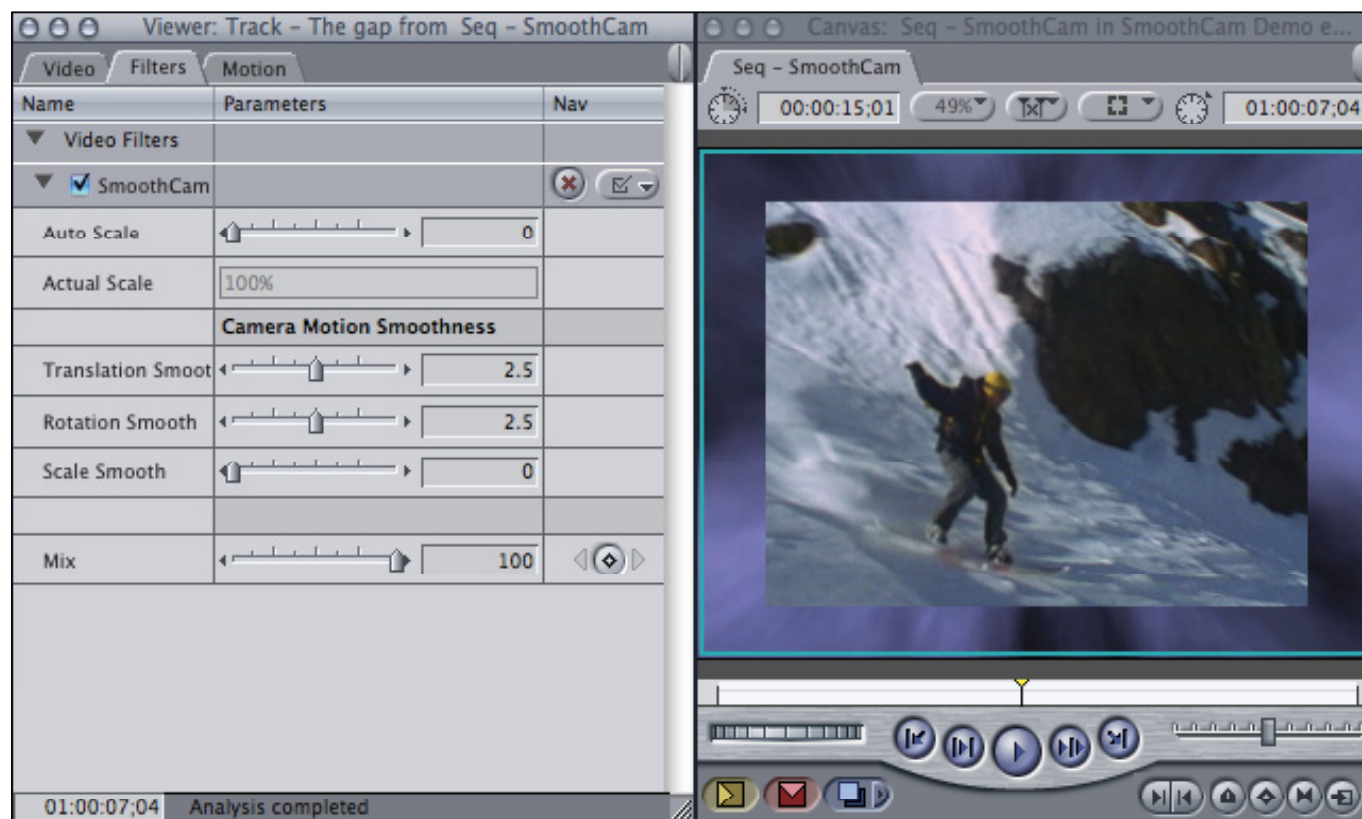 Viewer: Track – The gap from Seq – SmoothCam
Video Filters Motion
Name Parameters Nav
Video Filters
SmoothCam
Auto Scale 0
Actual Scale 100%
Camera Motion Smoothness
Translation Smoot 2.5
Rotation Smooth 2.5
Scale Smooth 0
Mix 100
01:00:07;04 Analysis completed
Canvas: Seq – SmoothCam in SmoothCam Demo e...
Seq – SmoothCam
00:00:15;01 49% 01:00:07;04